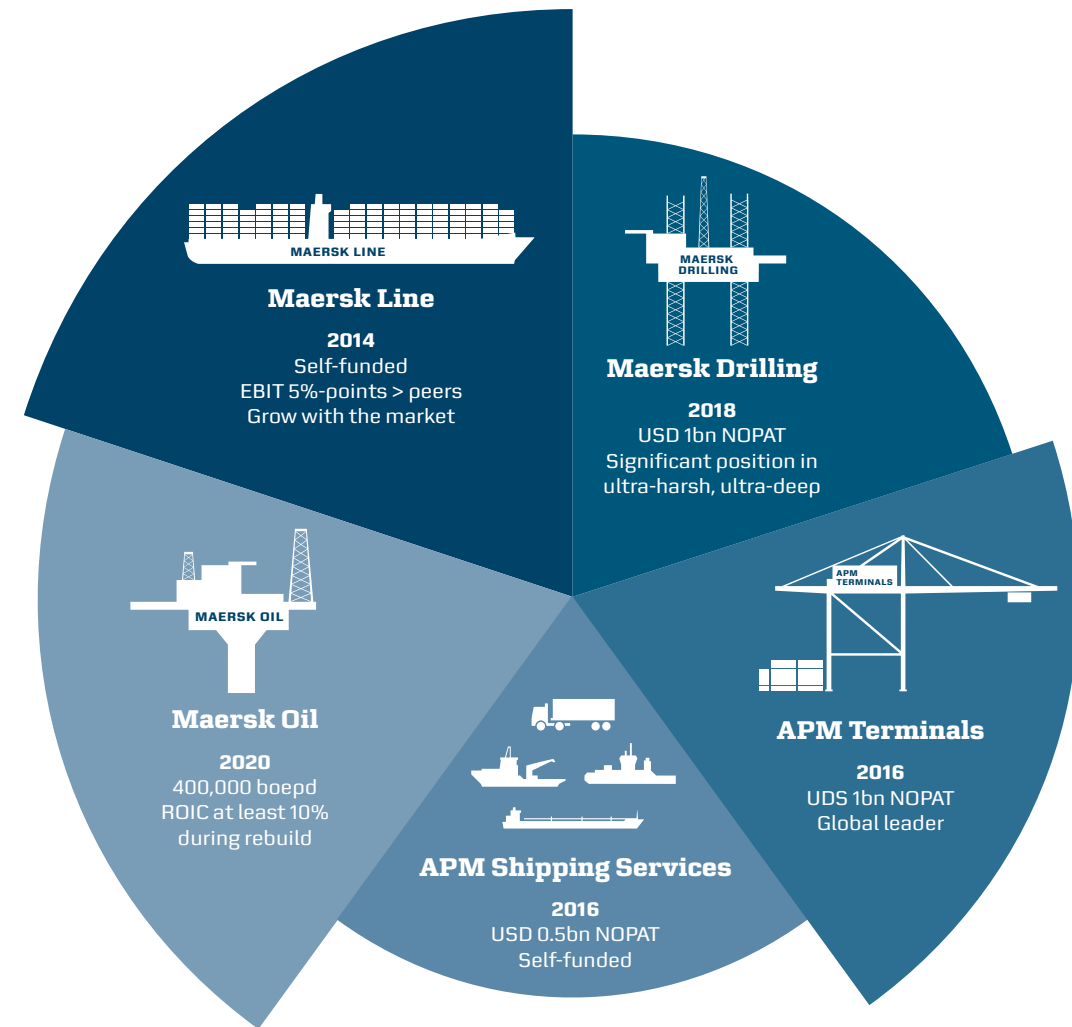 MAERSK LINE
Maersk Line
2014
Self-funded
EBIT 5%-points > peers
Grow with the market
MAERSK
DRILLING
Maersk Drilling
2018
USD 1bn NOPAT
Significant position in
ultra-harsh, ultra-deep
APM
TERMINALS
APM Terminals
2016
UDS 1bn NOPAT
Global leader
APM Shipping Services
2016
USD 0.5bn NOPAT
Self-funded
MAERSK OIL
Maersk Oil
2020
400,000 boepd
ROIC at least 10%
during rebuild